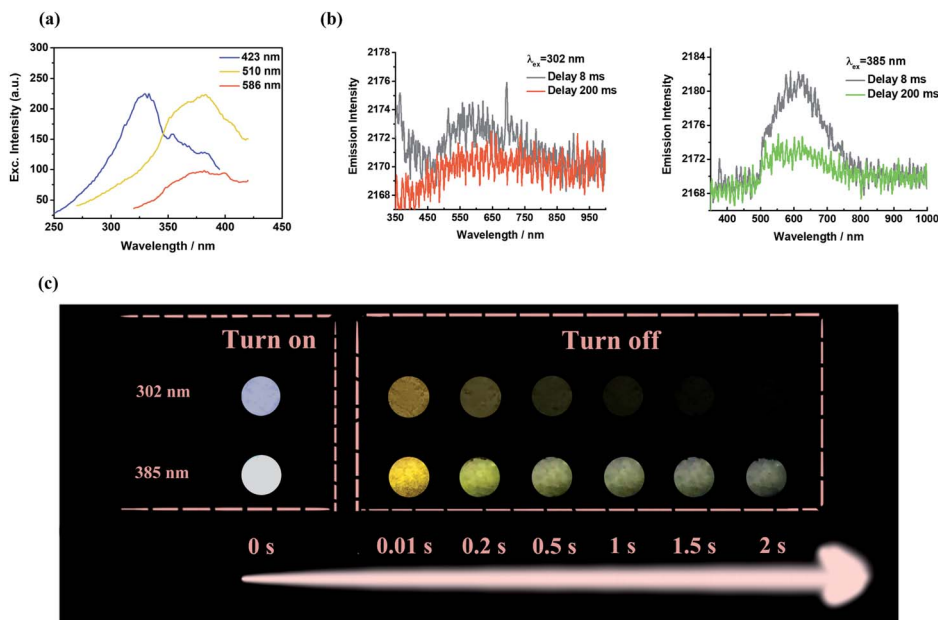 (a)
300
250
200
150
100
50
250 300 350 400 450
Exc. Intensity (a.u.)
Wavelength / nm
423 nm
510 nm
586 nm
(b)
2178
2176
2174
2172
2170
2168
350 450 550 650 750 850 950
Emission Intensity
Wavelength / nm
λex=302 nm
Delay 8 ms
Delay 200 ms
2188
2184
2180
2176
2172
2168
400 500 600 700 800 900 1000
Emission Intensity
Wavelength / nm
λex=385 nm
Delay 8 ms
Delay 200 ms
(c)
Turn on Turn off
302 nm
385 nm
0 s 0.01 s 0.2 s 0.5 s 1 s 1.5 s 2 s